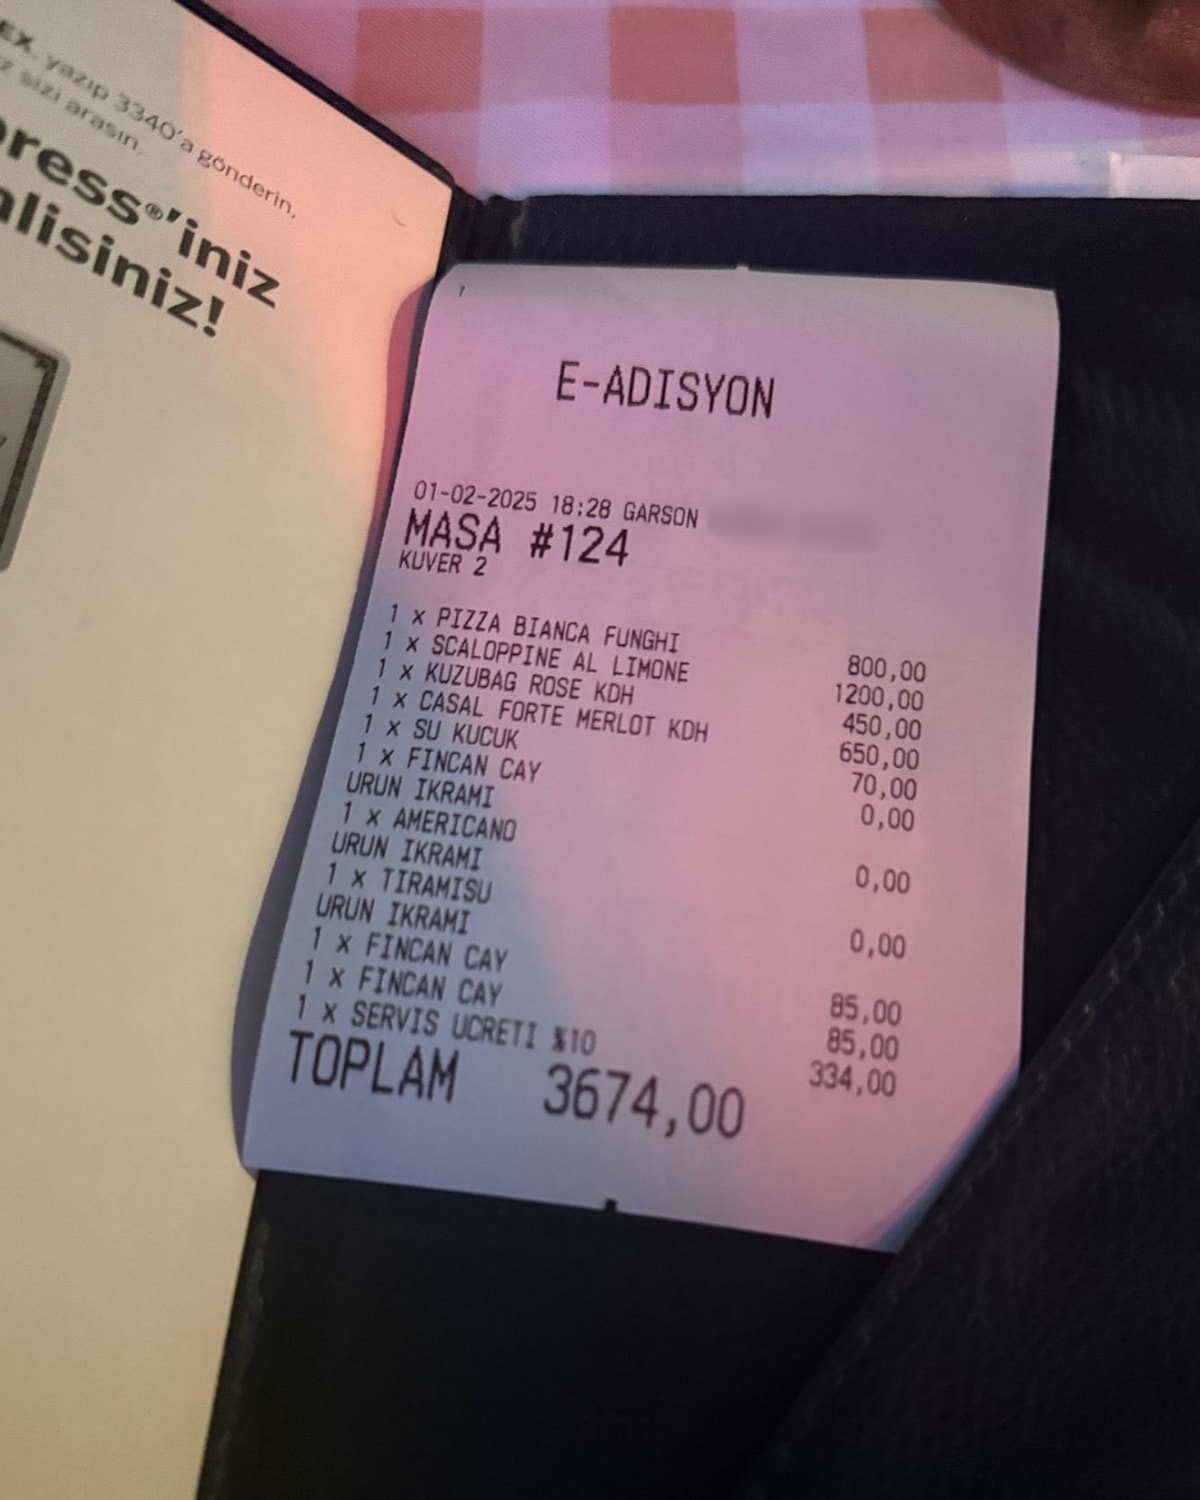 EX yazıp 3340'a gönderin,
z sizi arasın.
ress®'iniz
alisiniz!
E-ADISYON
01-02-2025 18:28 GARSON
MASA #124
KUVER 2
1 x PIZZA BIANCA FUNGHI 800,00
1 x SCALOPPINE AL LIMONE 1200,00
1 x KUZUBAG ROSE KDH 450,00
1 x CASAL FORTE MERLOT KDH 650,00
1 x SU KUCUK 70,00
1 x FINCAN CAY 0,00
URUN IKRAMI
1 x AMERICANO 0,00
URUN IKRAMI
1 x TIRAMISU 0,00
URUN IKRAMI
1 x FINCAN CAY 85,00
1 x FINCAN CAY 85,00
1 x SERVIS UCRETI %10 334,00
TOPLAM 3674,00